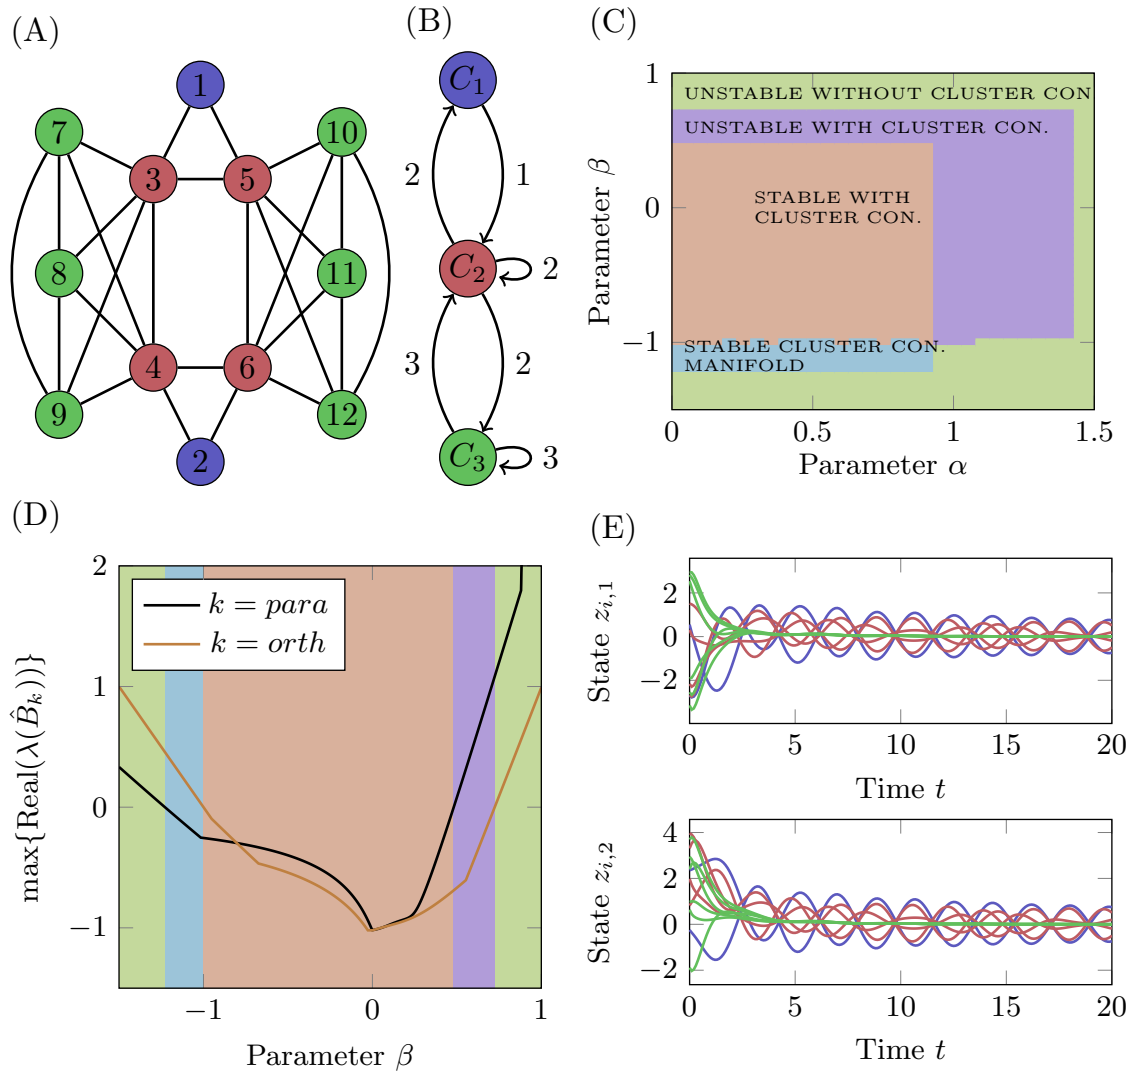 (A)
1
7
10
3
5
8
11
4
6
9
12
2
(B)
C₁
2
1
C₂
2
3
2
C₃
3
(C)
Parameter β
1
0
−1
UNSTABLE WITHOUT CLUSTER CON
UNSTABLE WITH CLUSTER CON.
STABLE WITH
CLUSTER CON.
STABLE CLUSTER CON.
MANIFOLD
0
0.5
1
1.5
Parameter α
(D)
max{Real(λ(B̂ₖ))}
2
1
0
−1
k = para
k = orth
−1
0
1
Parameter β
(E)
State zᵢ,₁
2
0
−2
0
5
10
15
20
Time t
State zᵢ,₂
4
2
0
−2
0
5
10
15
20
Time t